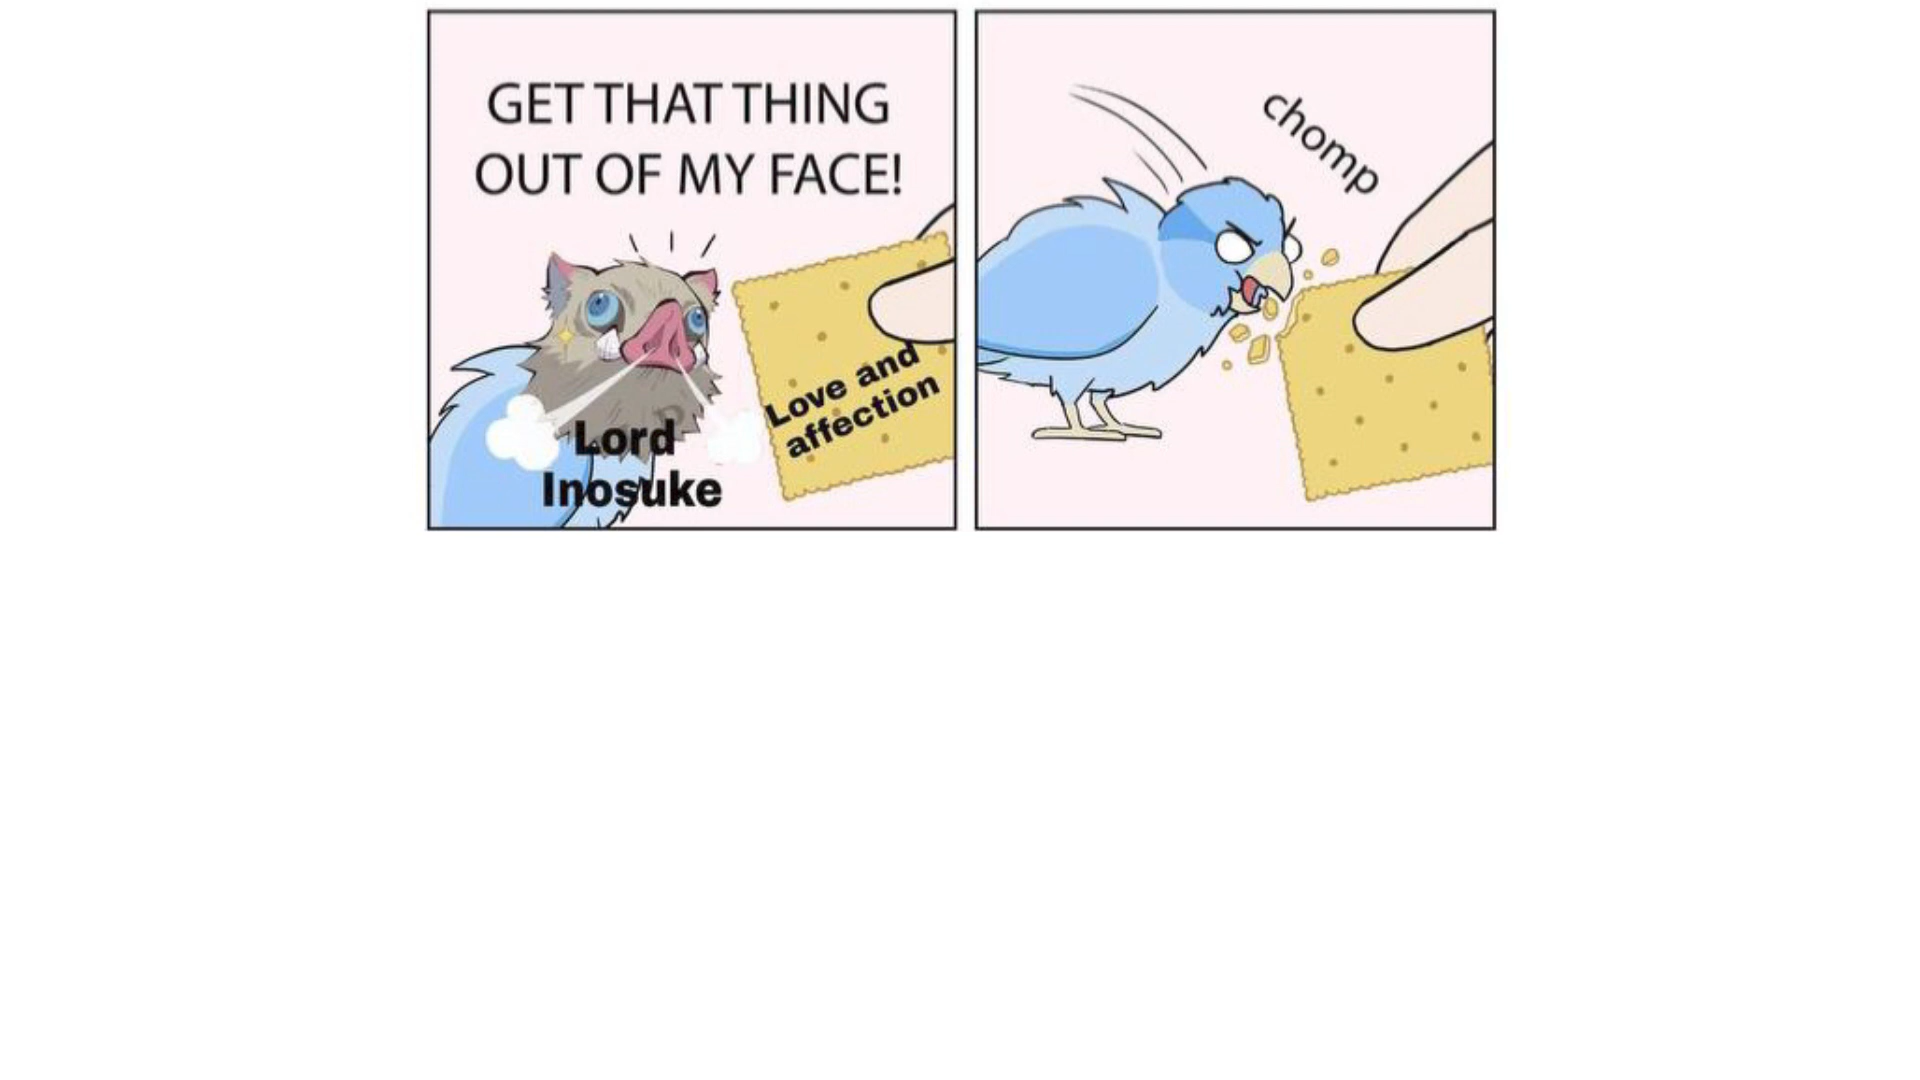 GET THAT THING
OUT OF MY FACE!
Love and
affection
Lord
Inosuke
chomp